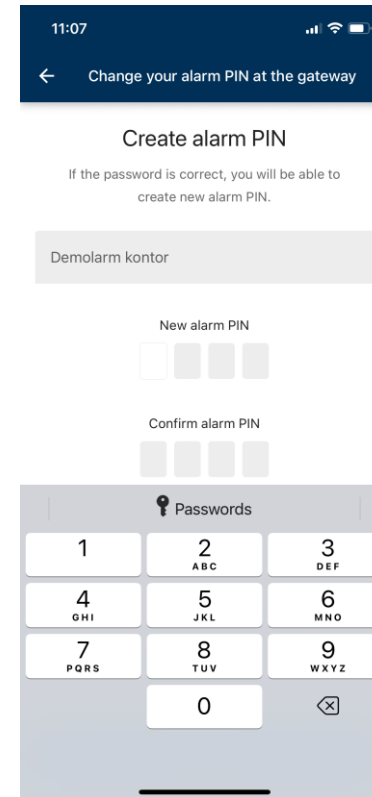 11:07
Change your alarm PIN at the gateway
Create alarm PIN
If the password is correct, you will be able to
create new alarm PIN.
Demolarm kontor
New alarm PIN
Confirm alarm PIN
Passwords
1
2
ABC
3
DEF
4
GHI
5
JKL
6
MNO
7
PQRS
8
TUV
9
WXYZ
0